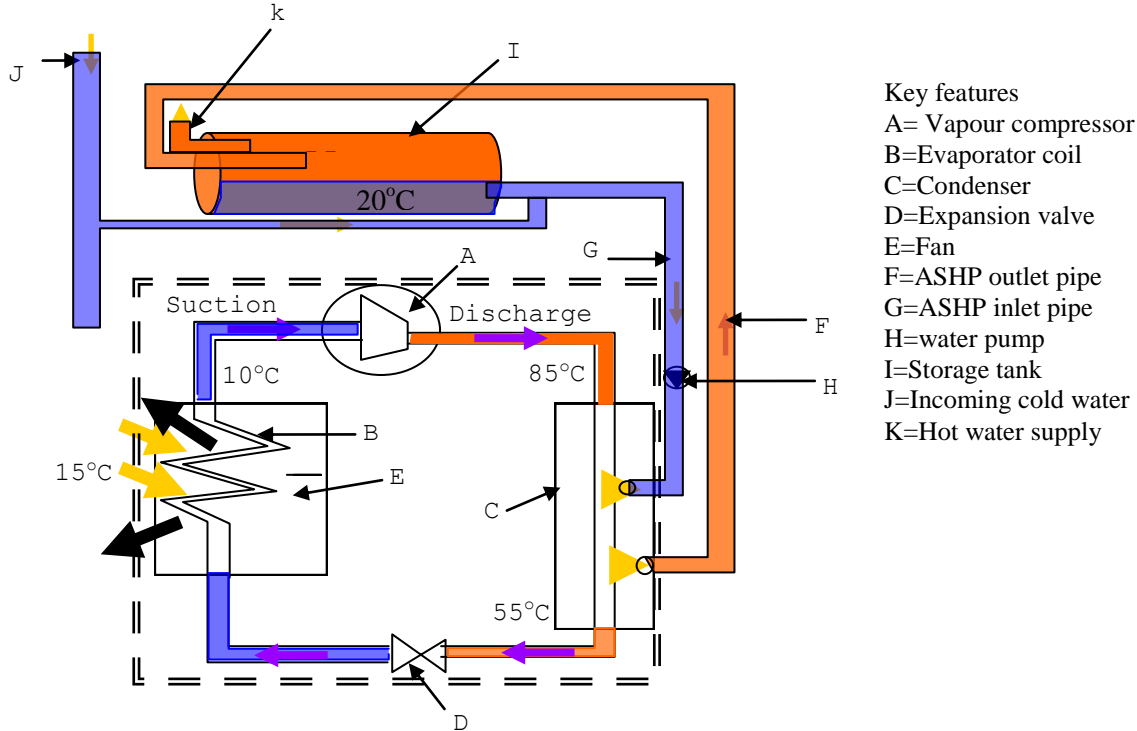 k
J
I
Key features
A= Vapour compressor
B=Evaporator coil
C=Condenser
D=Expansion valve
E=Fan
F=ASHP outlet pipe
G=ASHP inlet pipe
H=water pump
I=Storage tank
J=Incoming cold water
K=Hot water supply
20°C
G
A
Suction
Discharge
F
10°C
85°C
H
B
15°C
E
C
55°C
D